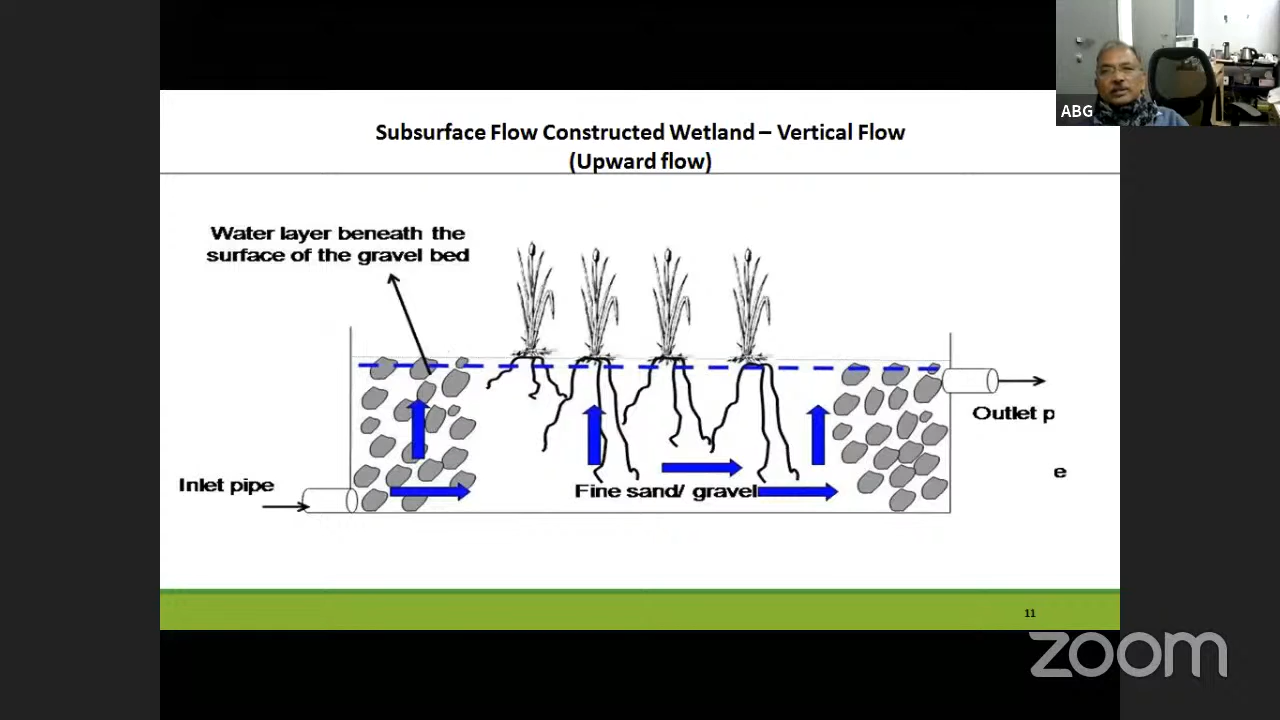 ABG
Subsurface Flow Constructed Wetland – Vertical Flow
(Upward flow)
Water layer beneath the
surface of the gravel bed
Outlet p
e
Inlet pipe
Fine sand/ gravel
11
zoom